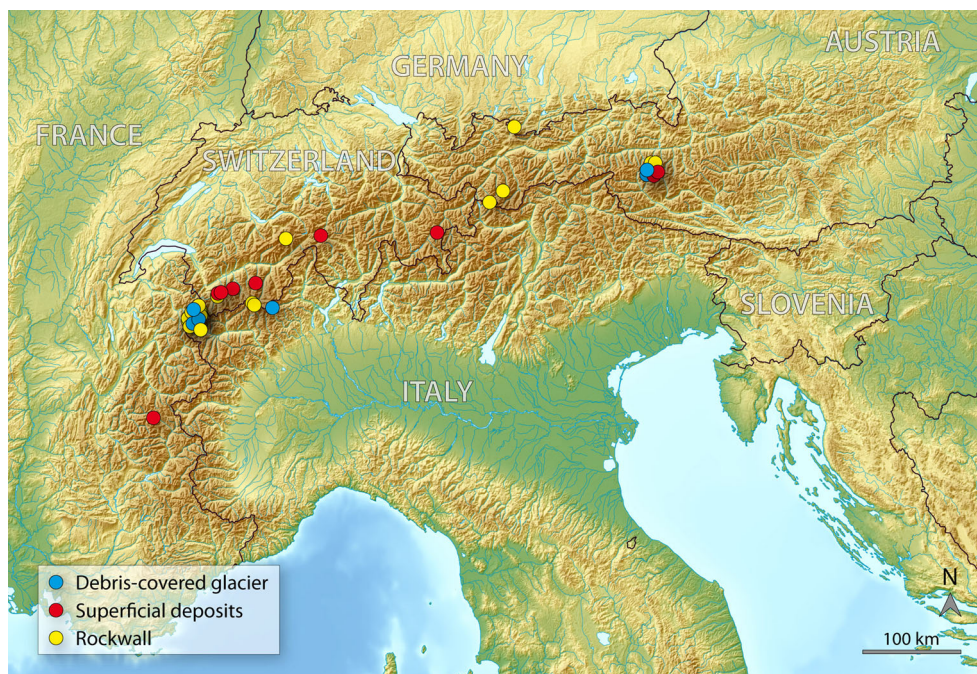 AUSTRIA
GERMANY
FRANCE
SWITZERLAND
SLOVENIA
ITALY
Debris-covered glacier
Superficial deposits
Rockwall
N
100 km